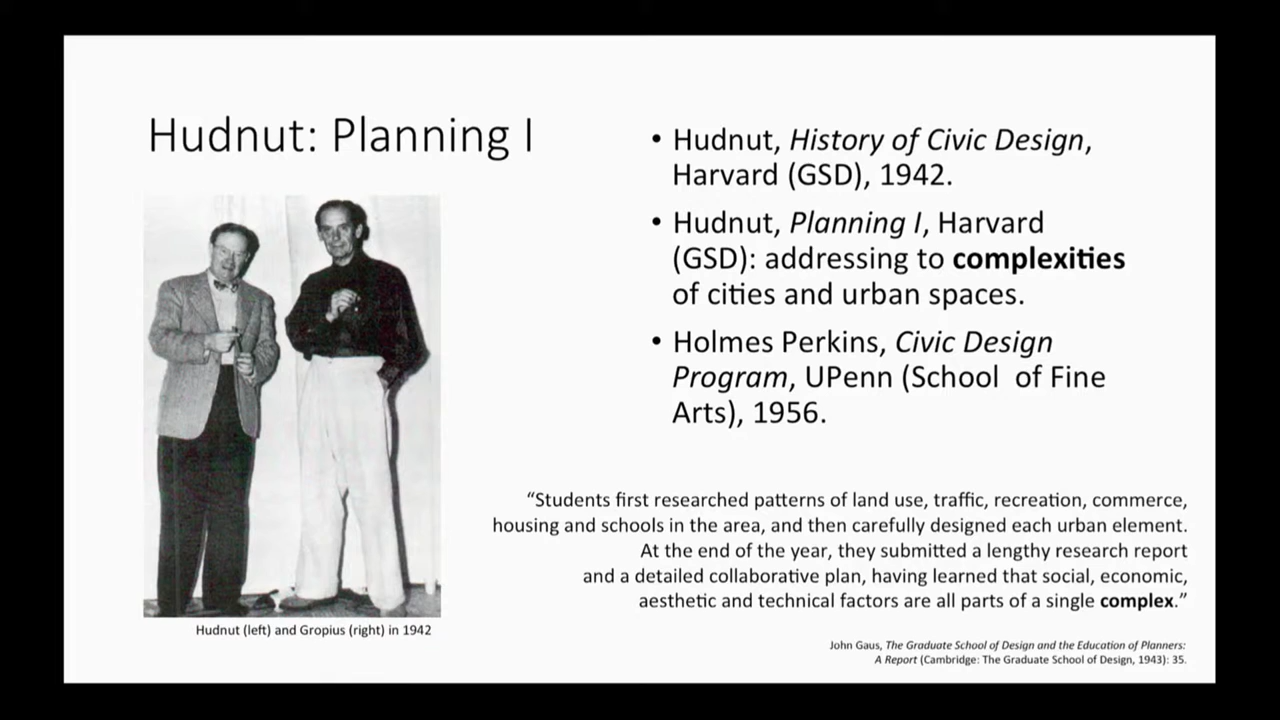 Hudnut: Planning I
• Hudnut, History of Civic Design,
Harvard (GSD), 1942.
• Hudnut, Planning I, Harvard
(GSD): addressing to complexities
of cities and urban spaces.
• Holmes Perkins, Civic Design
Program, UPenn (School of Fine
Arts), 1956.
“Students first researched patterns of land use, traffic, recreation, commerce,
housing and schools in the area, and then carefully designed each urban element.
At the end of the year, they submitted a lengthy research report
and a detailed collaborative plan, having learned that social, economic,
aesthetic and technical factors are all parts of a single complex.”
Hudnut (left) and Gropius (right) in 1942
John Gaus, The Graduate School of Design and the Education of Planners:
A Report (Cambridge: The Graduate School of Design, 1943): 35.